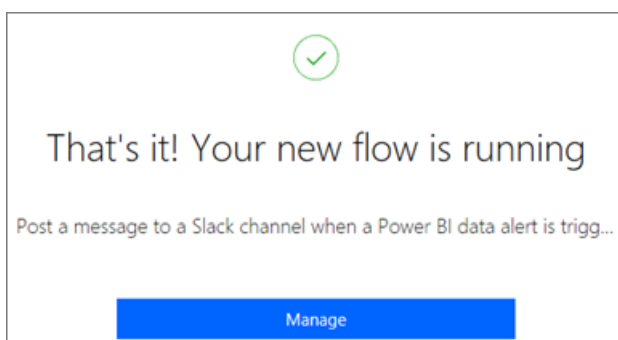 That's it! Your new flow is running
Post a message to a Slack channel when a Power BI data alert is trigg...
Manage